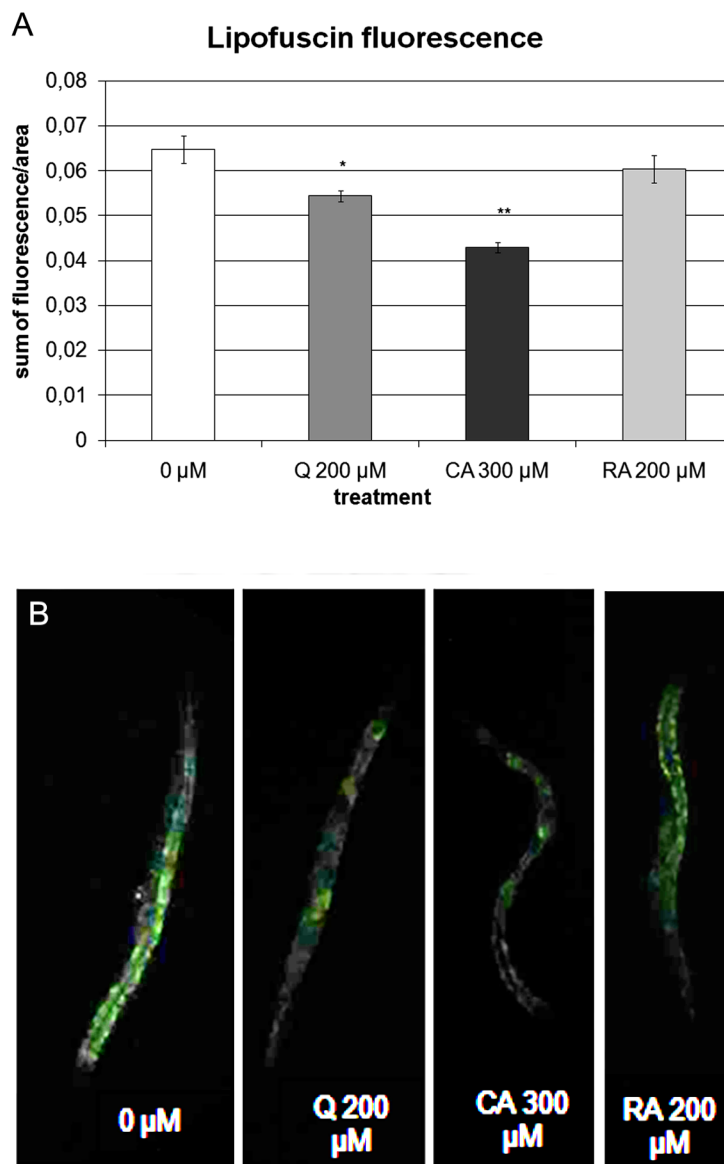 A
Lipofuscin fluorescence
sum of fluorescence/area
0,08
0,07
0,06
0,05
0,04
0,03
0,02
0,01
0
*
**
0 µM
Q 200 µM
CA 300 µM
RA 200 µM
treatment
B
0 µM
Q 200
µM
CA 300
µM
RA 200
µM